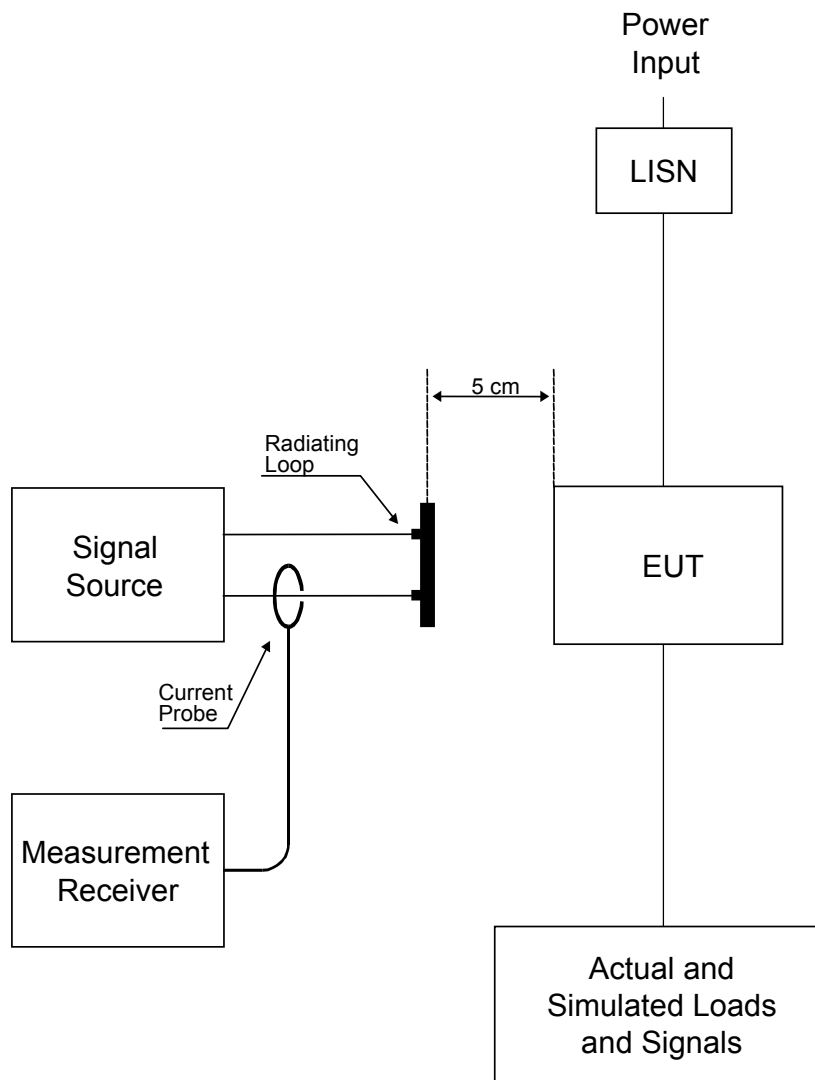 Power
Input
LISN
5 cm
Radiating
Loop
Signal
Source
EUT
Current
Probe
Measurement
Receiver
Actual and
Simulated Loads
and Signals